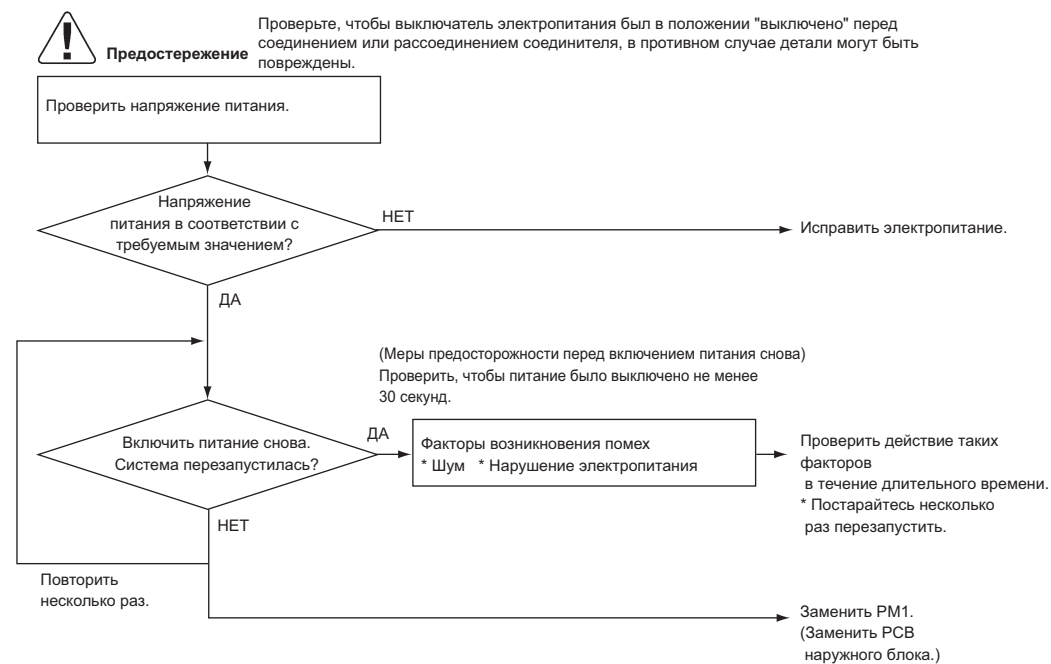 Предостережение
Проверьте, чтобы выключатель электропитания был в положении "выключено" перед
соединением или рассоединением соединителя, в противном случае детали могут быть
повреждены.
Проверить напряжение питания.
Напряжение
питания в соответствии с
требуемым значением?
НЕТ
Исправить электропитание.
ДА
(Меры предосторожности перед включением питания снова)
Проверить, чтобы питание было выключено не менее
30 секунд.
Включить питание снова.
Система перезапустилась?
ДА
Факторы возникновения помех
* Шум * Нарушение электропитания
Проверить действие таких
факторов
в течение длительного времени.
* Постарайтесь несколько
раз перезапустить.
НЕТ
Повторить
несколько раз.
Заменить PM1.
(Заменить PCB
наружного блока.)